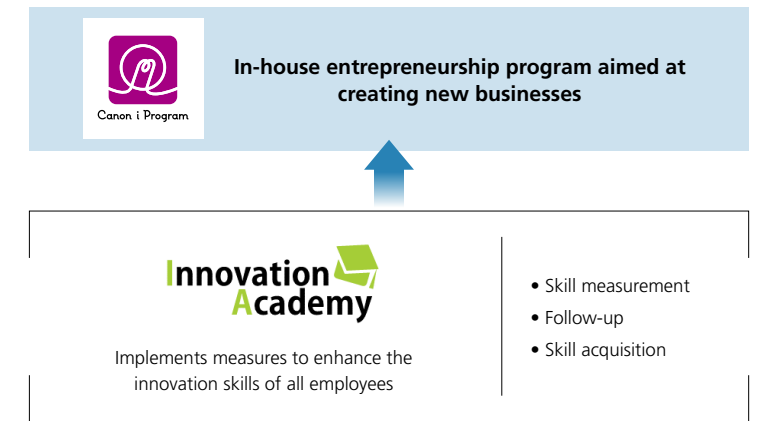 Canon i Program
In-house entrepreneurship program aimed at
creating new businesses
Innovation
Academy
Implements measures to enhance the
innovation skills of all employees
• Skill measurement
• Follow-up
• Skill acquisition